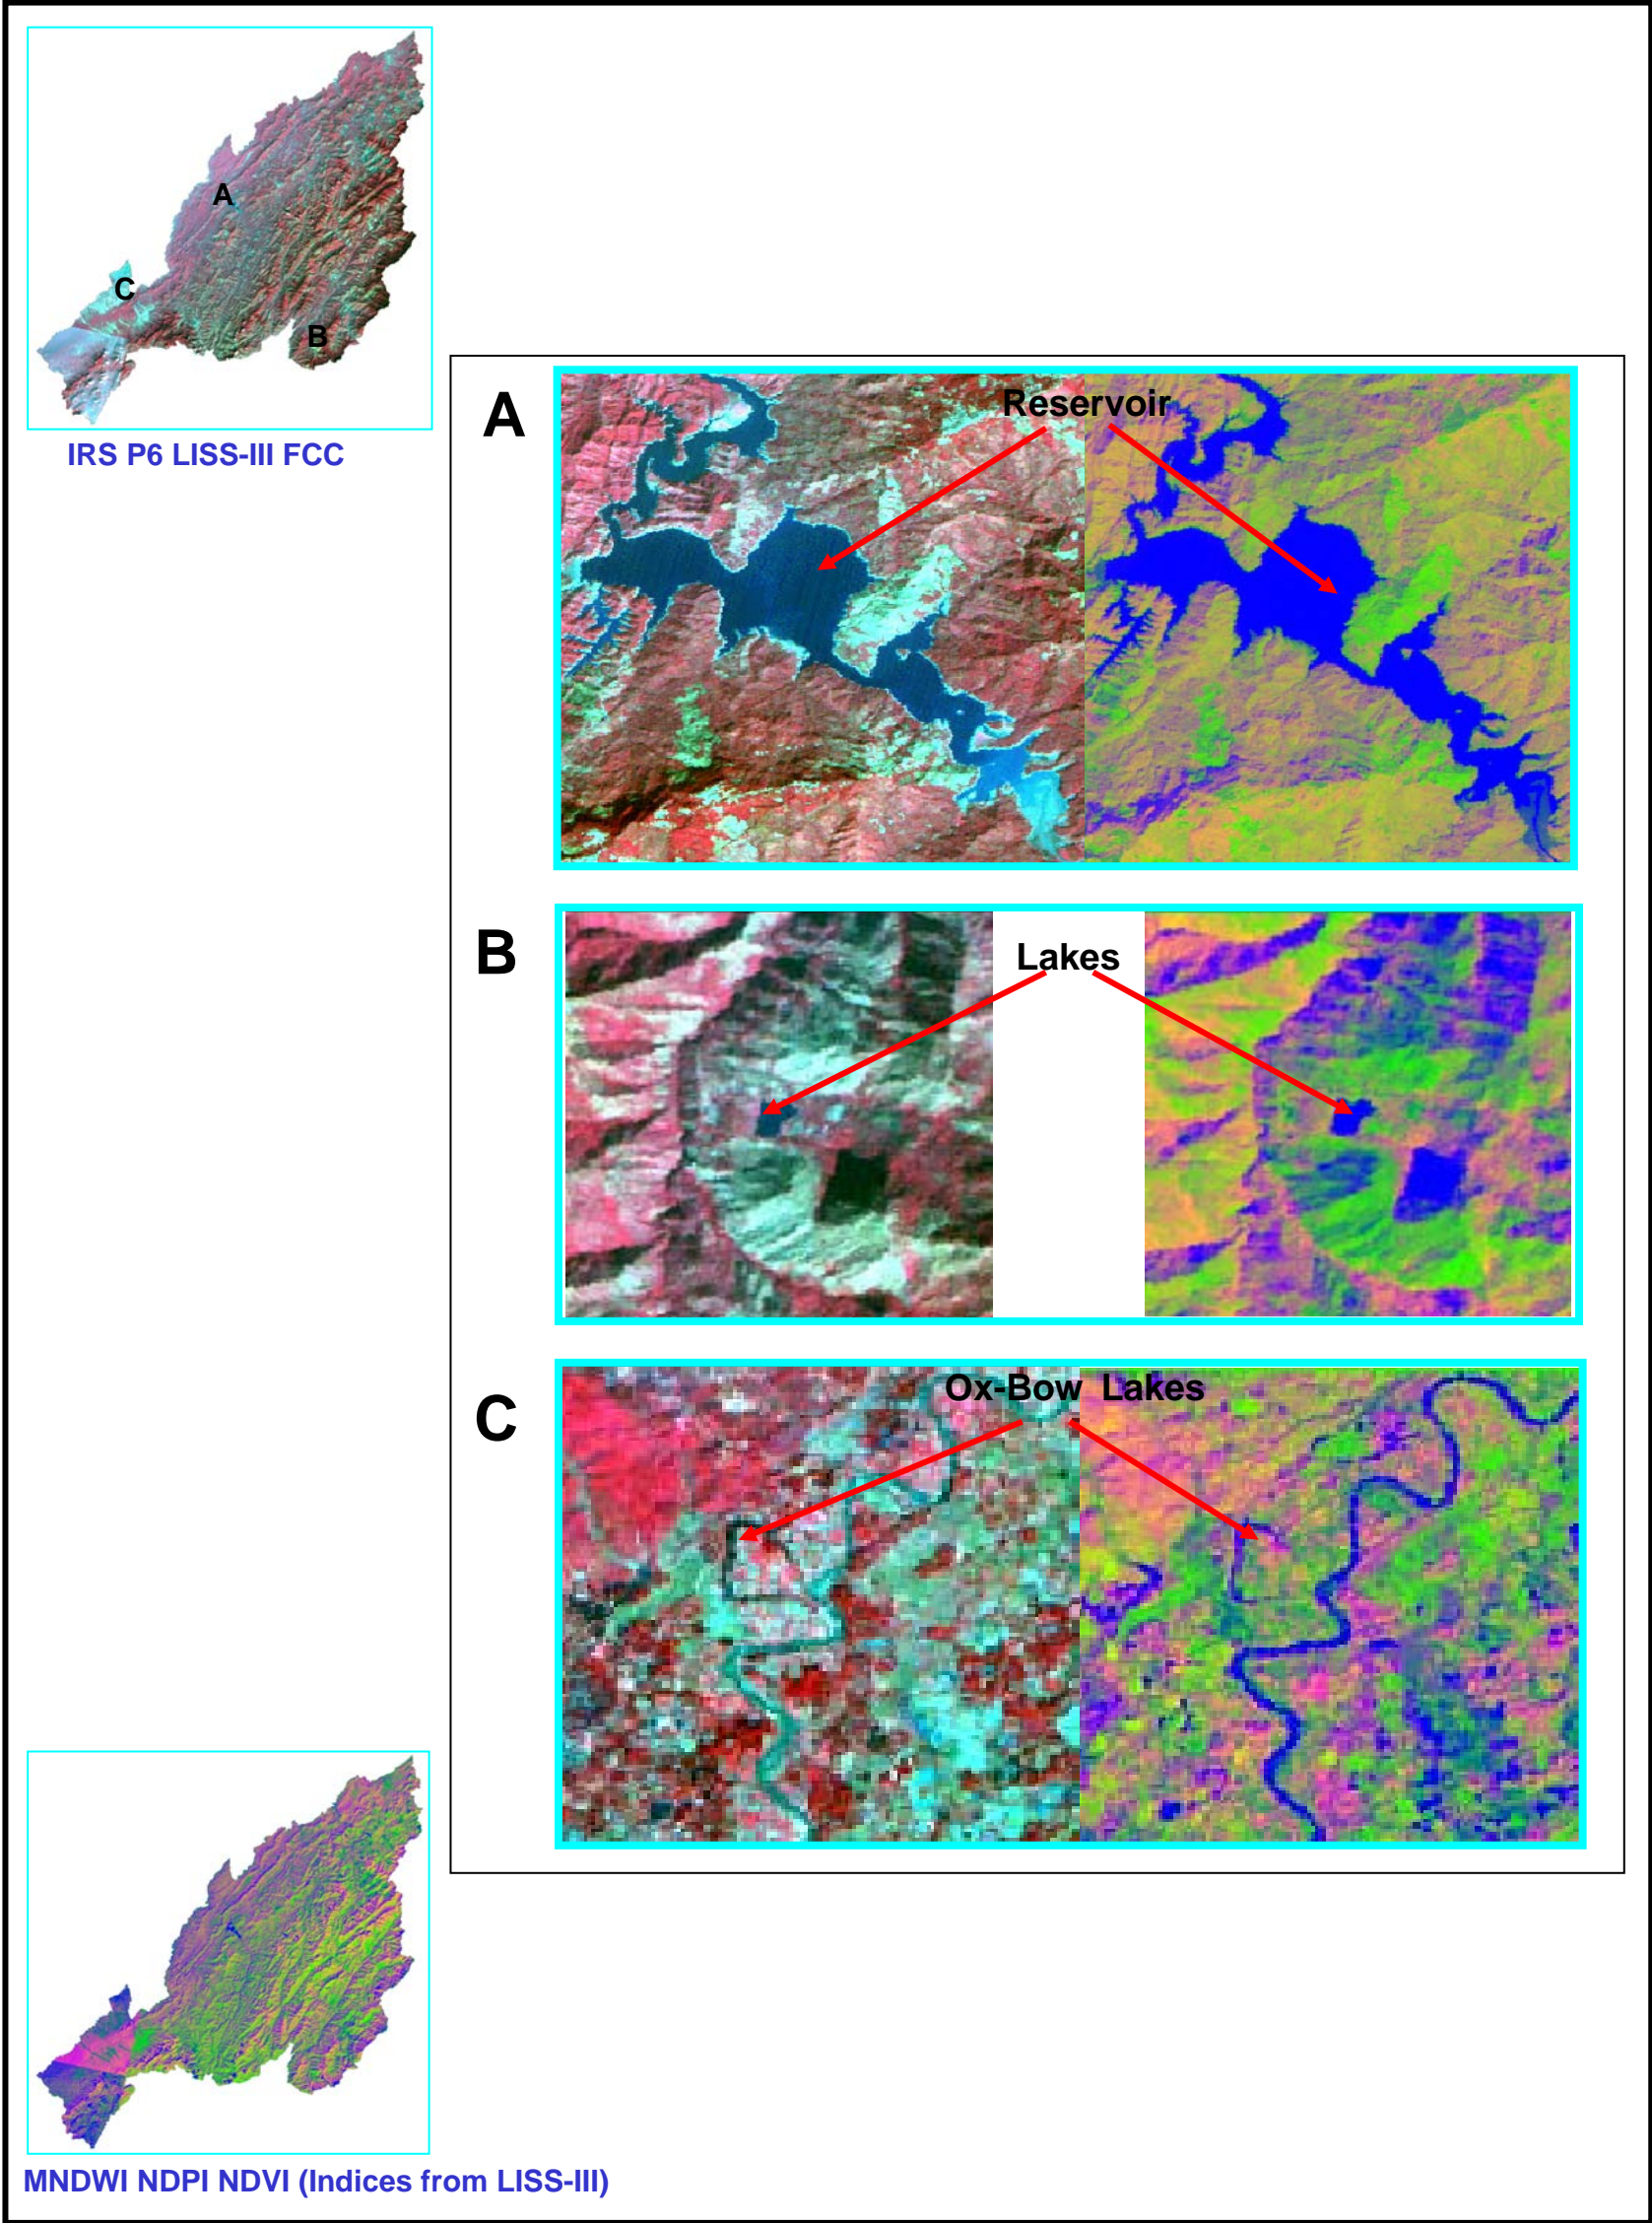 A
C
B
IRS P6 LISS-III FCC
A
Reservoir
B
Lakes
C
Ox-Bow Lakes
MNDWI NDPI NDVI (Indices from LISS-III)